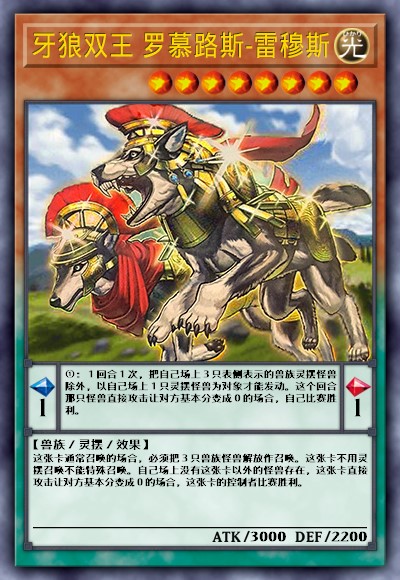 牙狼双王 罗慕路斯-雷穆斯
光
①：１回合１次，把自己场上３只表侧表示的兽族灵摆怪兽
除外，以自己场上１只灵摆怪兽为对象才能发动。这个回合
那只怪兽直接攻击让对方基本分变成０的场合，自己比赛胜
利。
1
1
【兽族／灵摆／效果】
这张卡通常召唤的场合，必须把３只兽族怪兽解放作召唤。这张卡不用灵
摆召唤不能特殊召唤。自己场上没有这张卡以外的怪兽存在，这张卡直接
攻击让对方基本分变成０的场合，这张卡的控制者比赛胜利。
ATK/3000 DEF/2200